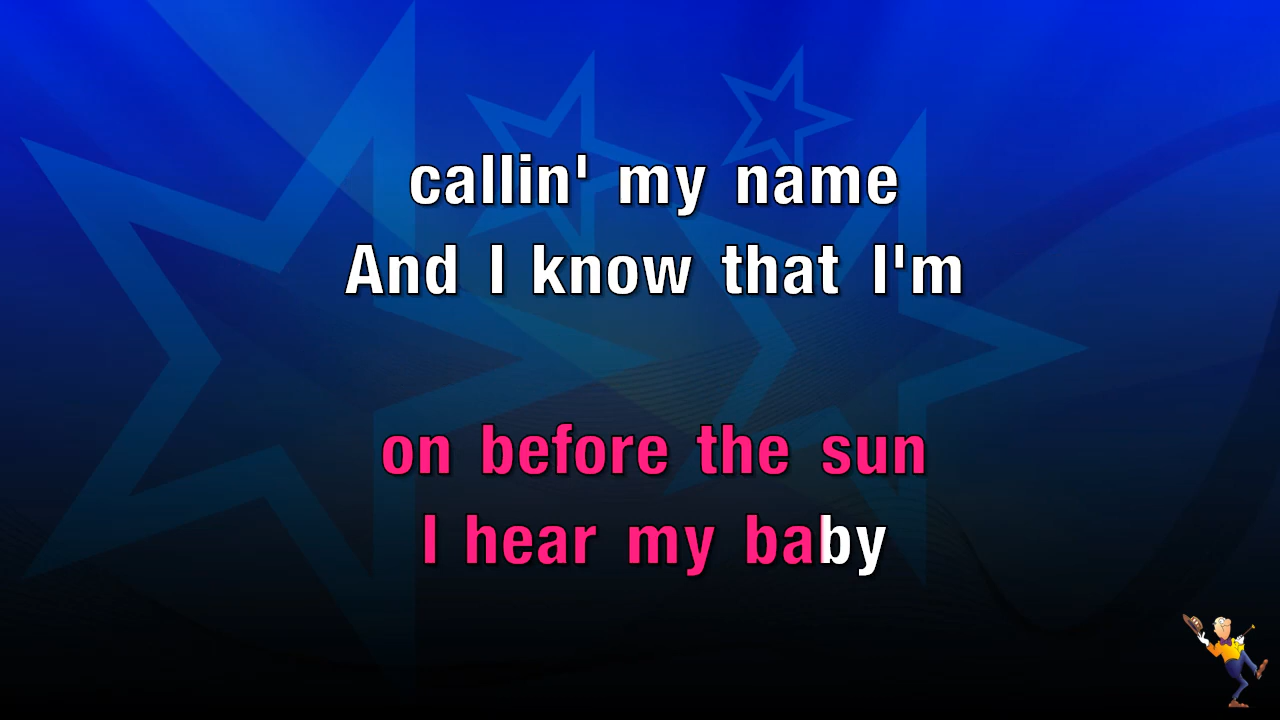 callin' my name
And I know that I'm
on before the sun
I hear my baby